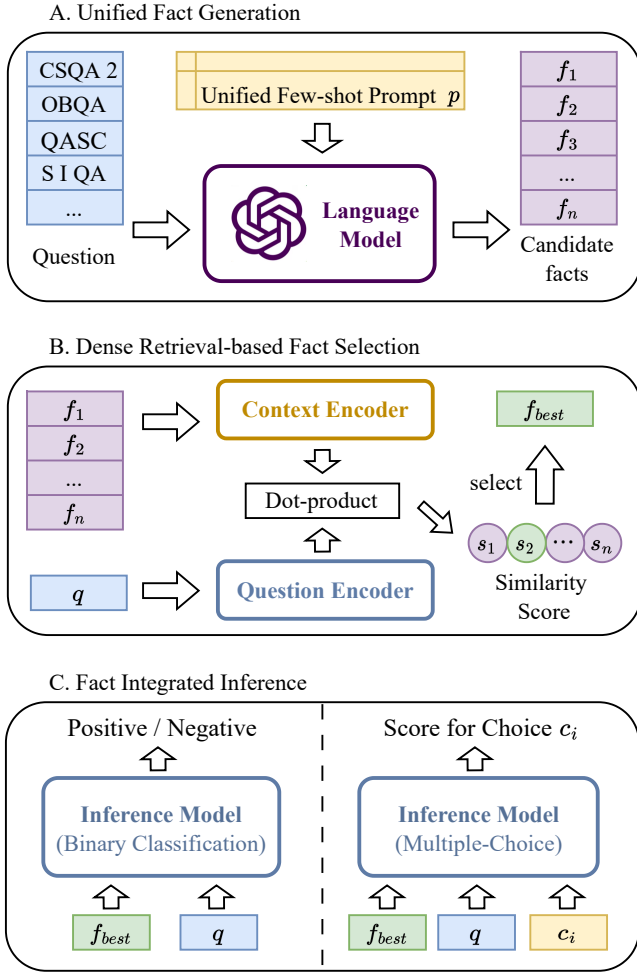 A. Unified Fact Generation
CSQA 2
OBQA
QASC
S I QA
...
Question
Unified Few-shot Prompt p
Language
Model
f1
f2
f3
...
fn
Candidate
facts
B. Dense Retrieval-based Fact Selection
f1
f2
...
fn
q
Context Encoder
Dot-product
Question Encoder
fbest
select
s1 s2 ··· sn
Similarity
Score
C. Fact Integrated Inference
Positive / Negative
Inference Model
(Binary Classification)
fbest q
Score for Choice ci
Inference Model
(Multiple-Choice)
fbest q ci